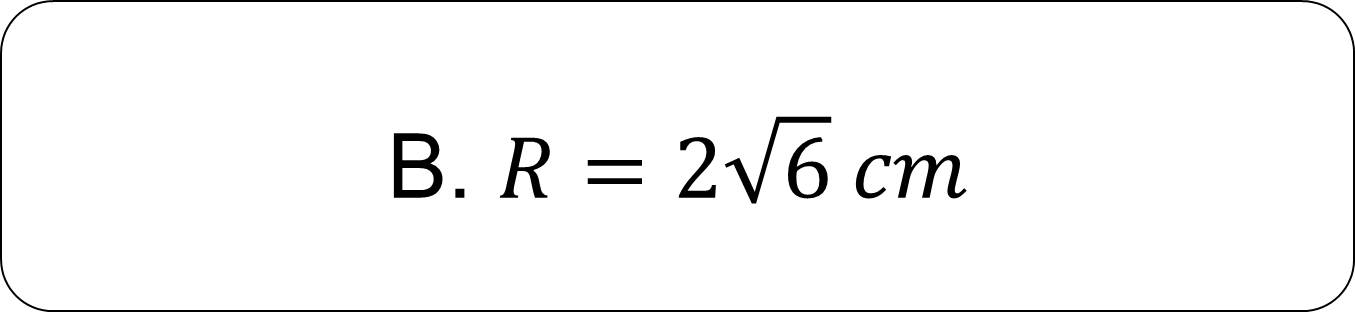 B. R = 2√6 cm